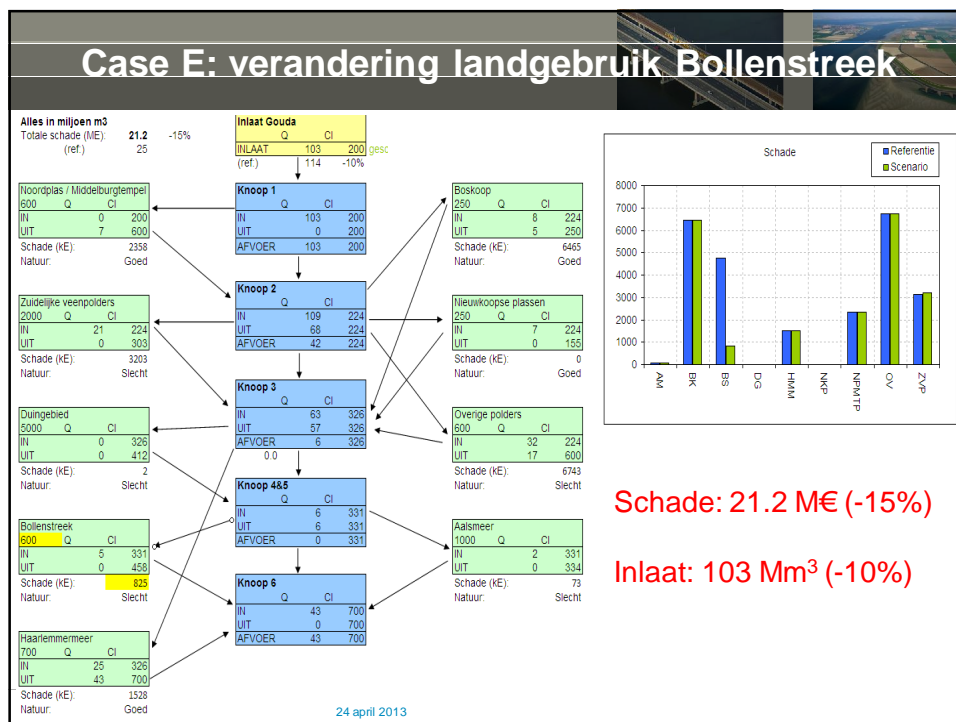 Case E: verandering landgebruik Bollenstreek
Alles in miljoen m3
Totale schade (ME): 21.2 -15%
(ref.) 25
Inlaat Gouda
Q Cl
INLAAT 103 200 gesc
(ref.) 114 -10%
Noordplas / Middelburgtempel
600 Q Cl
IN 0 200
UIT 7 600
Schade (kE): 2358
Natuur: Goed
Knoop 1
Q Cl
IN 103 200
UIT 0 200
AFVOER 103 200
Boskoop
250 Q Cl
IN 8 224
UIT 5 250
Schade (kE): 6465
Natuur: Goed
Zuidelijke veenpolders
2000 Q Cl
IN 21 224
UIT 0 303
Schade (kE): 3203
Natuur: Slecht
Knoop 2
Q Cl
IN 109 224
UIT 68 224
AFVOER 42 224
Nieuwkoopse plassen
250 Q Cl
IN 7 224
UIT 0 155
Schade (kE): 0
Natuur: Goed
Duingebied
5000 Q Cl
IN 0 326
UIT 0 412
Schade (kE): 2
Natuur: Slecht
Knoop 3
Q Cl
IN 63 326
UIT 57 326
AFVOER 6 326
0.0
Overige polders
600 Q Cl
IN 32 224
UIT 17 600
Schade (kE): 6743
Natuur: Slecht
Bollenstreek
600 Q Cl
IN 5 331
UIT 0 458
Schade (kE): 825
Natuur: Slecht
Knoop 4&5
Q Cl
IN 6 331
UIT 6 331
AFVOER 0 331
Aalsmeer
1000 Q Cl
IN 2 331
UIT 0 334
Schade (kE): 73
Natuur: Slecht
Haarlemmermeer
700 Q Cl
IN 25 326
UIT 43 700
Schade (kE): 1528
Natuur: Goed
Knoop 6
Q Cl
IN 43 700
UIT 0 700
AFVOER 43 700
Schade
Referentie
Scenario
8000
7000
6000
5000
4000
3000
2000
1000
0
AM BK BS DG HMM NKP NPMTP OV ZVP
Schade: 21.2 M€ (-15%)
Inlaat: 103 Mm³ (-10%)
24 april 2013